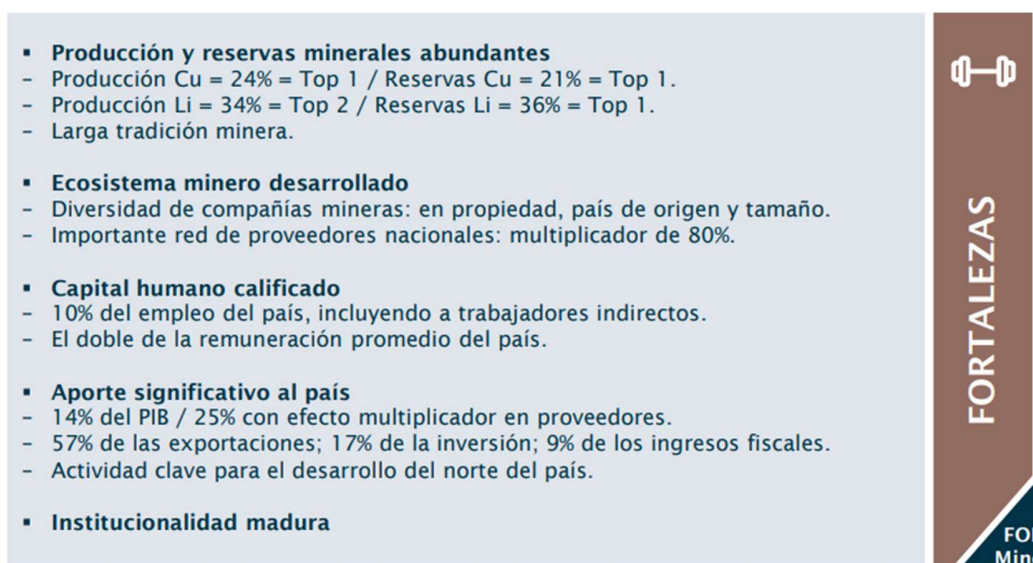 ▪ Producción y reservas minerales abundantes
– Producción Cu = 24% = Top 1 / Reservas Cu = 21% = Top 1.
– Producción Li = 34% = Top 2 / Reservas Li = 36% = Top 1.
– Larga tradición minera.
▪ Ecosistema minero desarrollado
– Diversidad de compañías mineras: en propiedad, país de origen y tamaño.
– Importante red de proveedores nacionales: multiplicador de 80%.
▪ Capital humano calificado
– 10% del empleo del país, incluyendo a trabajadores indirectos.
– El doble de la remuneración promedio del país.
▪ Aporte significativo al país
– 14% del PIB / 25% con efecto multiplicador en proveedores.
– 57% de las exportaciones; 17% de la inversión; 9% de los ingresos fiscales.
– Actividad clave para el desarrollo del norte del país.
▪ Institucionalidad madura
FORTALEZAS